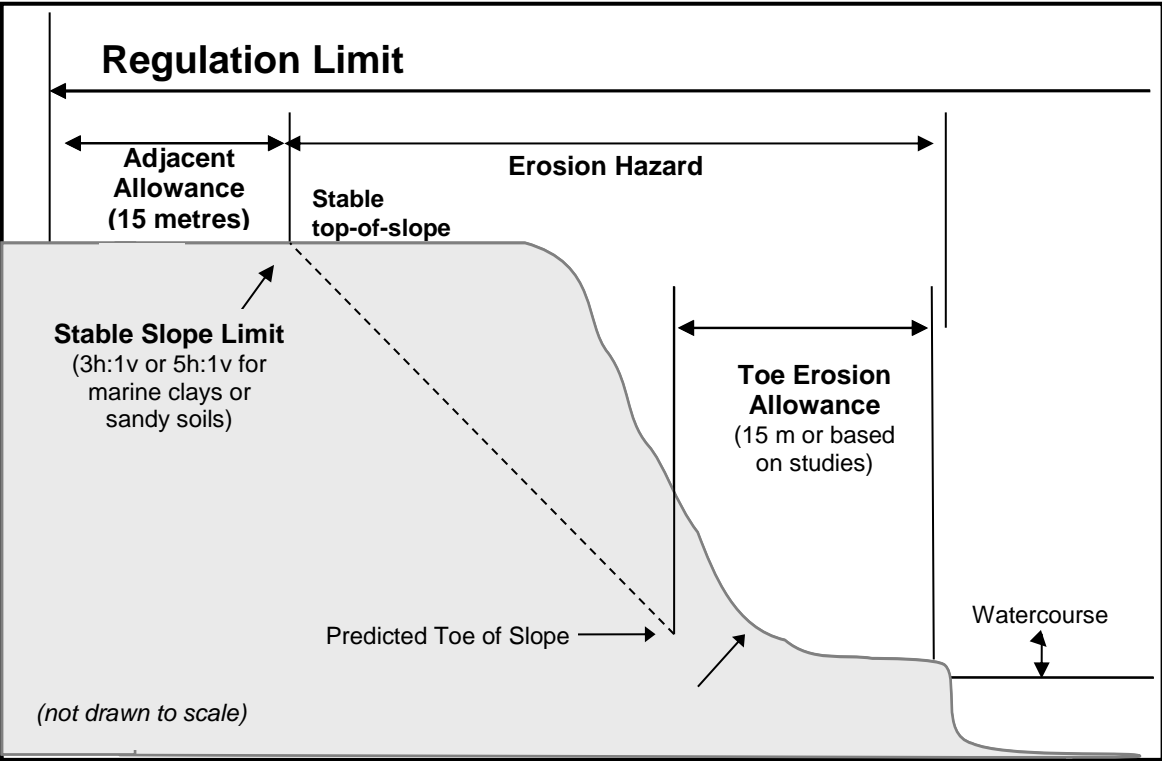 Regulation Limit
Adjacent
Allowance
(15 metres)
Erosion Hazard
Stable
top-of-slope
Stable Slope Limit
(3h:1v or 5h:1v for
marine clays or
sandy soils)
Toe Erosion
Allowance
(15 m or based
on studies)
Predicted Toe of Slope
Watercourse
(not drawn to scale)